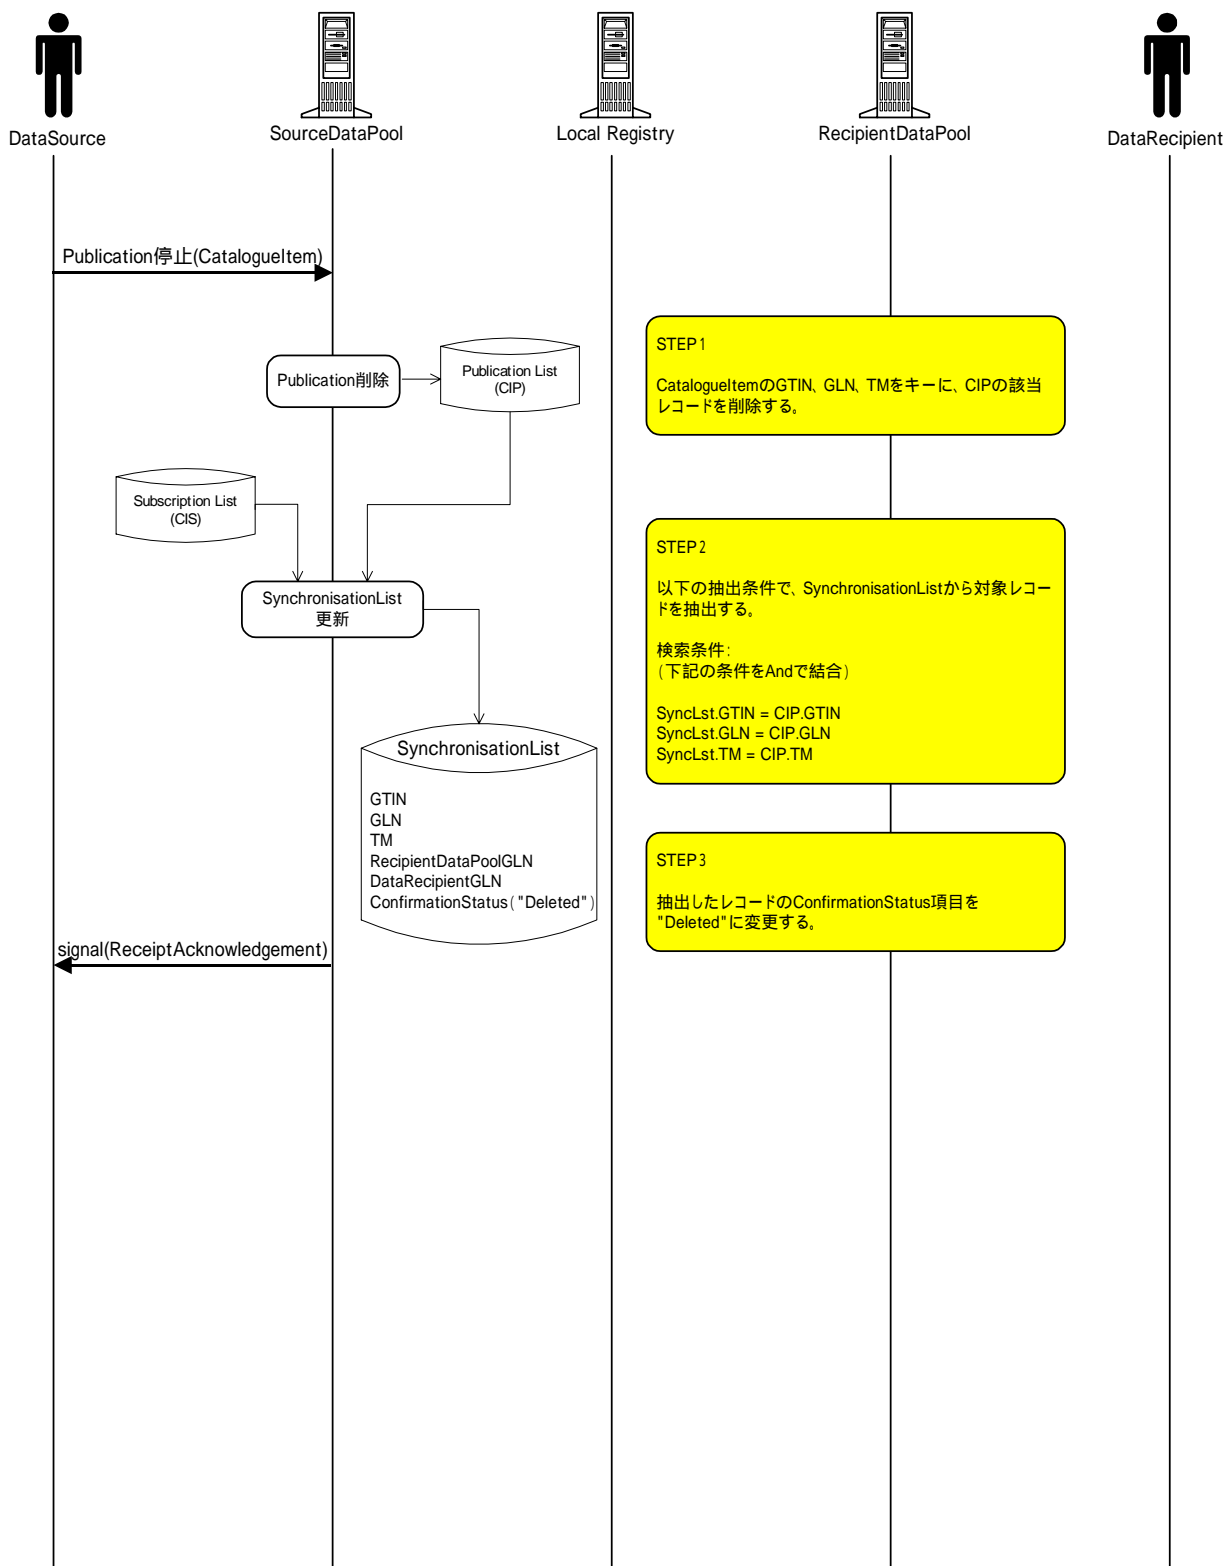 DataSource
SourceDataPool
Local Registry
RecipientDataPool
DataRecipient
Publication停止(CatalogueItem)
Publication削除
Publication List
(CIP)
STEP1
CatalogueItemのGTIN、GLN、TMをキーに、CIPの該当
レコードを削除する。
Subscription List
(CIS)
SynchronisationList
更新
STEP2
以下の抽出条件で、SynchronisationListから対象レコー
ドを抽出する。
検索条件:
(下記の条件をAndで結合)
SyncLst.GTIN = CIP.GTIN
SyncLst.GLN = CIP.GLN
SyncLst.TM = CIP.TM
SynchronisationList
GTIN
GLN
TM
RecipientDataPoolGLN
DataRecipientGLN
ConfirmationStatus("Deleted")
STEP3
抽出したレコードのConfirmationStatus項目を
"Deleted"に変更する。
signal(ReceiptAcknowledgement)